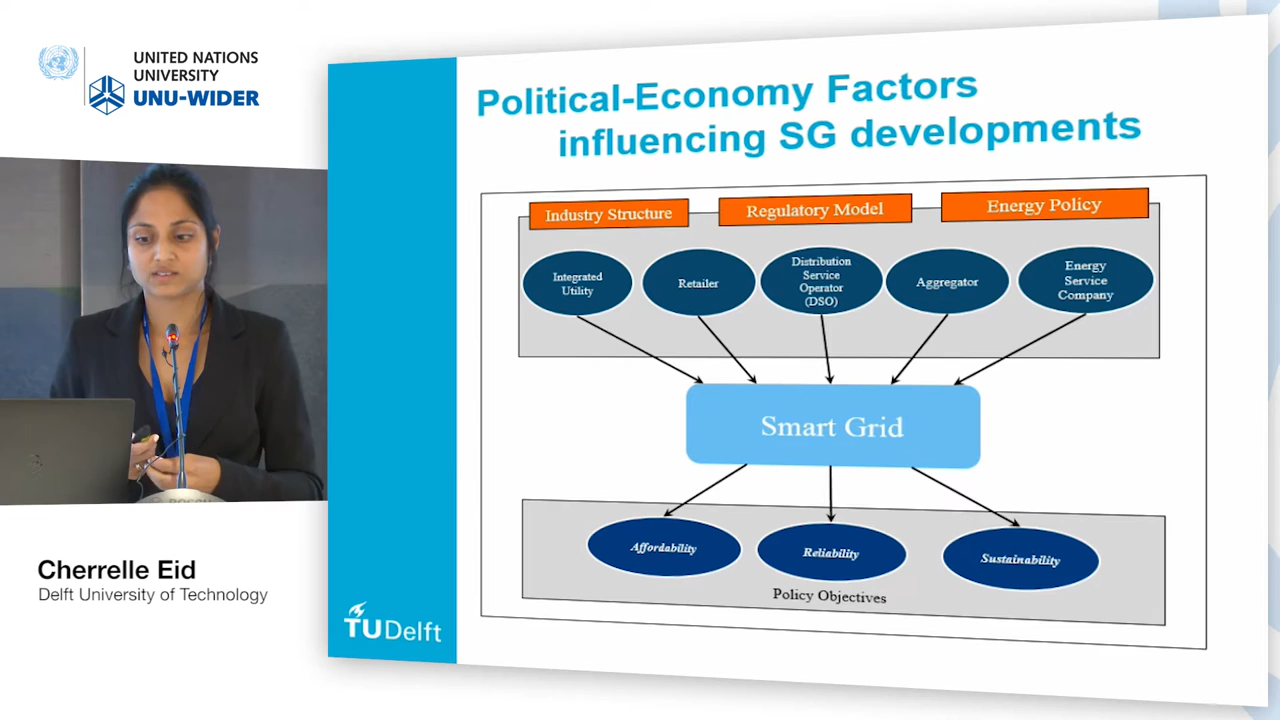 UNITED NATIONS
UNIVERSITY
UNU-WIDER
Political-Economy Factors
influencing SG developments
Industry Structure
Regulatory Model
Energy Policy
Integrated
Utility
Retailer
Distribution
Service
Operator
(DSO)
Aggregator
Energy
Service
Company
Smart Grid
Affordability
Reliability
Sustainability
Policy Objectives
TUDelft
Cherrelle Eid
Delft University of Technology